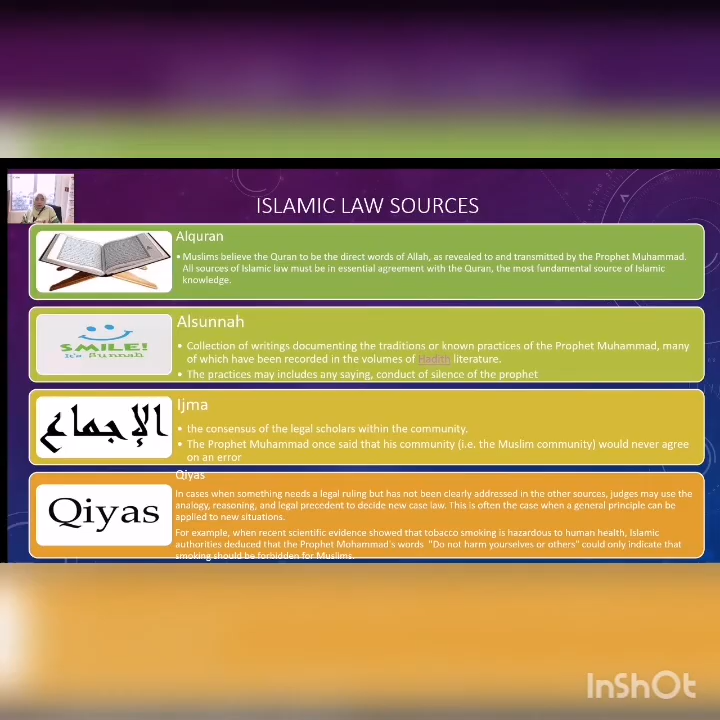 ISLAMIC LAW SOURCES
Alquran
• Muslims believe the Quran to be the direct words of Allah, as revealed to and transmitted by the Prophet Muhammad.
All sources of Islamic law must be in essential agreement with the Quran, the most fundamental source of Islamic
knowledge.
SMILE!
It's Sunnah
Alsunnah
• Collection of writings documenting the traditions or known practices of the Prophet Muhammad, many
of which have been recorded in the volumes of Hadith literature.
• The practices may includes any saying, conduct of silence of the prophet
الإجماع
Ijma
• the consensus of the legal scholars within the community.
• The Prophet Muhammad once said that his community (i.e. the Muslim community) would never agree
on an error
Qiyas
Qiyas
In cases when something needs a legal ruling but has not been clearly addressed in the other sources, judges may use the
analogy, reasoning, and legal precedent to decide new case law. This is often the case when a general principle can be
applied to new situations.
For example, when recent scientific evidence showed that tobacco smoking is hazardous to human health, Islamic
authorities deduced that the Prophet Mohammad's words "Do not harm yourselves or others" could only indicate that
smoking should be forbidden for Muslims.
InShOt